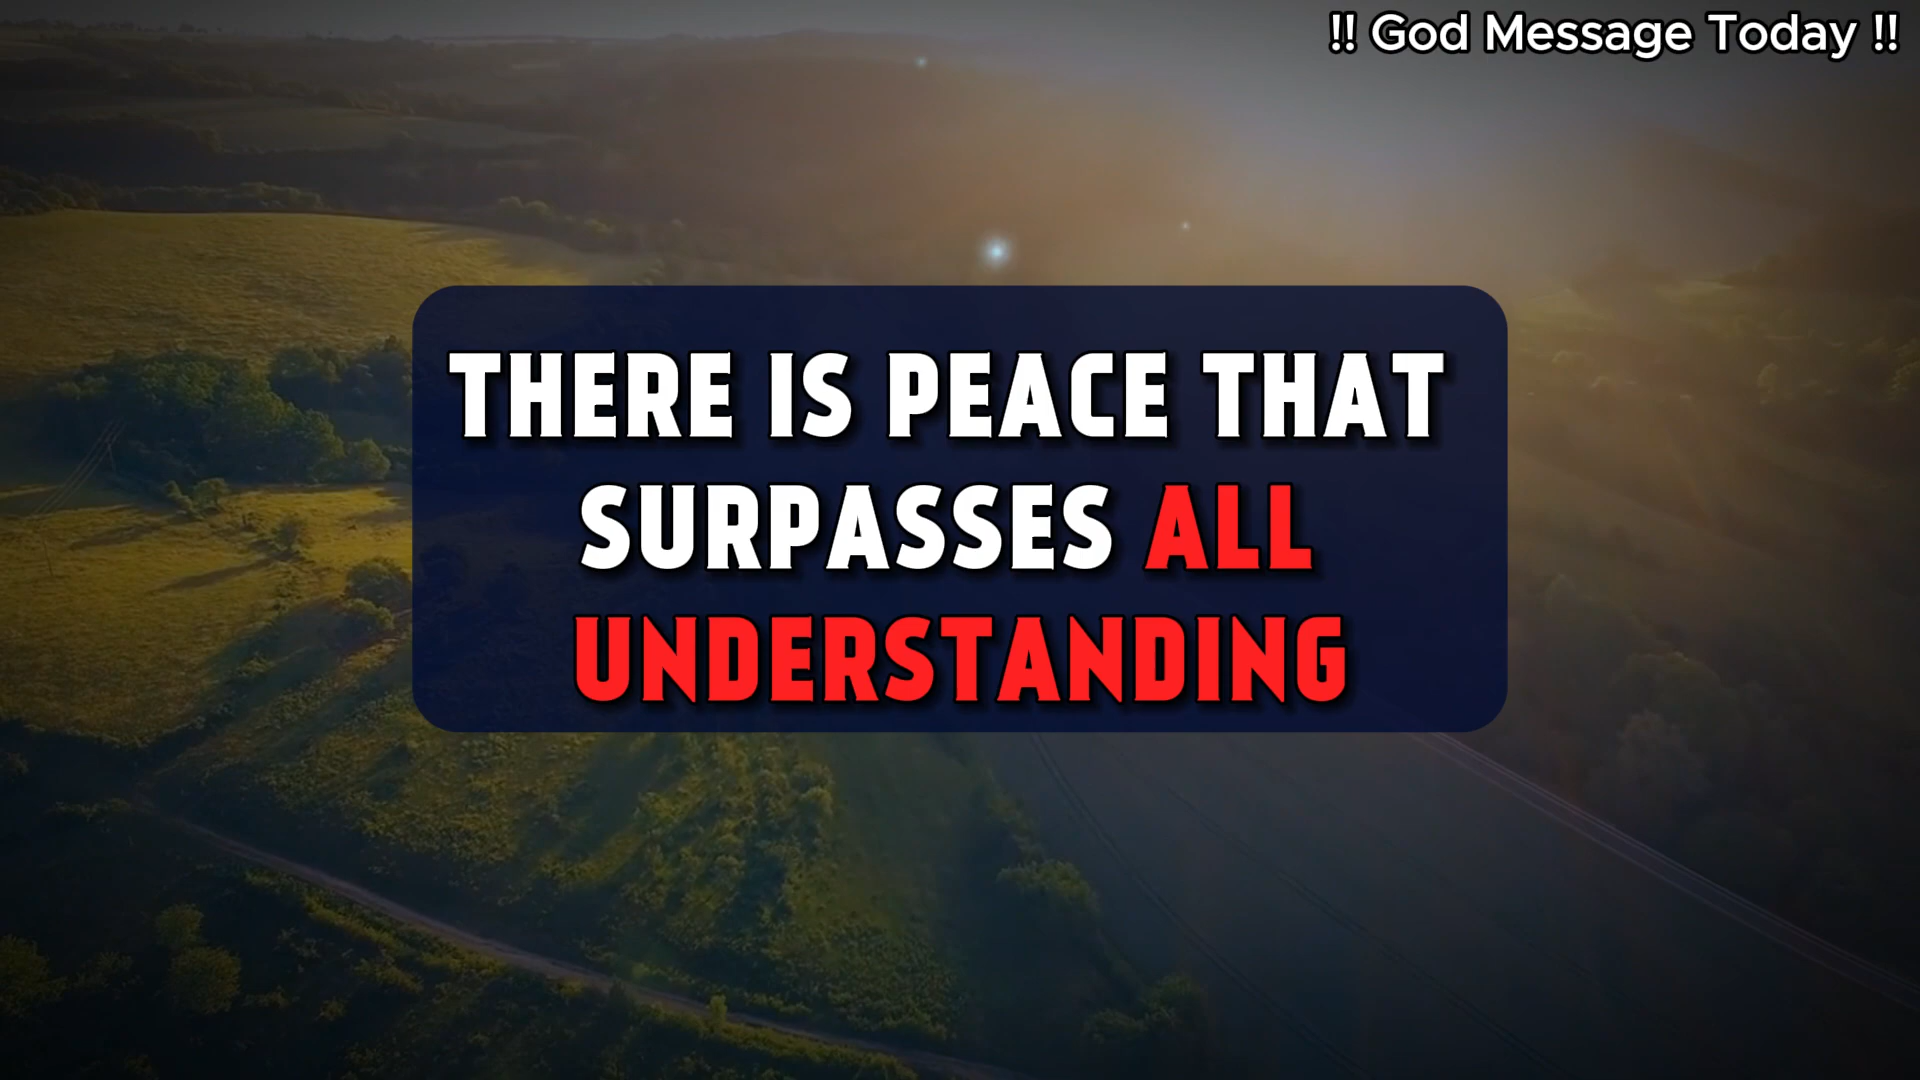 !! God Message Today !!
THERE IS PEACE THAT
SURPASSES ALL
UNDERSTANDING